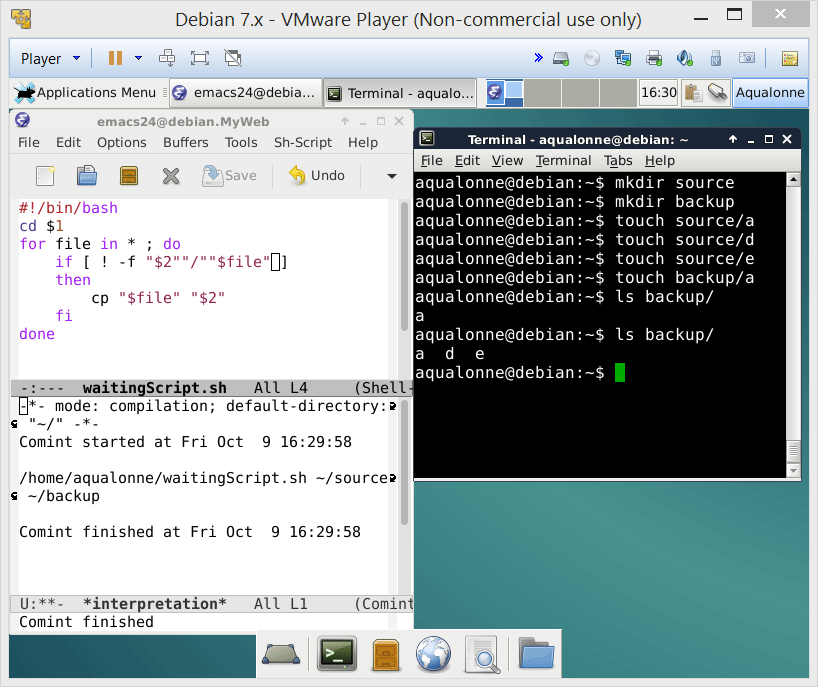 Debian 7.x - VMware Player (Non-commercial use only)
Player
Applications Menu
emacs24@debia...
Terminal - aqualo...
16:30
Aqualonne
emacs24@debian.MyWeb
File Edit Options Buffers Tools Sh-Script Help
Save Undo
#!/bin/bash
cd $1
for file in * ; do
    if [ ! -f "$2""/""$file" ]
    then
        cp "$file" "$2"
    fi
done
-:--- waitingScript.sh All L4 (Shell-
-*- mode: compilation; default-directory:
"~/" -*-
Comint started at Fri Oct  9 16:29:58
/home/aqualonne/waitingScript.sh ~/source
~/backup
Comint finished at Fri Oct  9 16:29:58
U:**- *interpretation* All L1 (Comint
Comint finished
Terminal - aqualonne@debian: ~
File Edit View Terminal Tabs Help
aqualonne@debian:~$ mkdir source
aqualonne@debian:~$ mkdir backup
aqualonne@debian:~$ touch source/a
aqualonne@debian:~$ touch source/d
aqualonne@debian:~$ touch source/e
aqualonne@debian:~$ touch backup/a
aqualonne@debian:~$ ls backup/
a
aqualonne@debian:~$ ls backup/
a  d  e
aqualonne@debian:~$